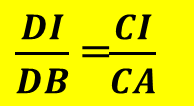 DI/DB = CI/CA